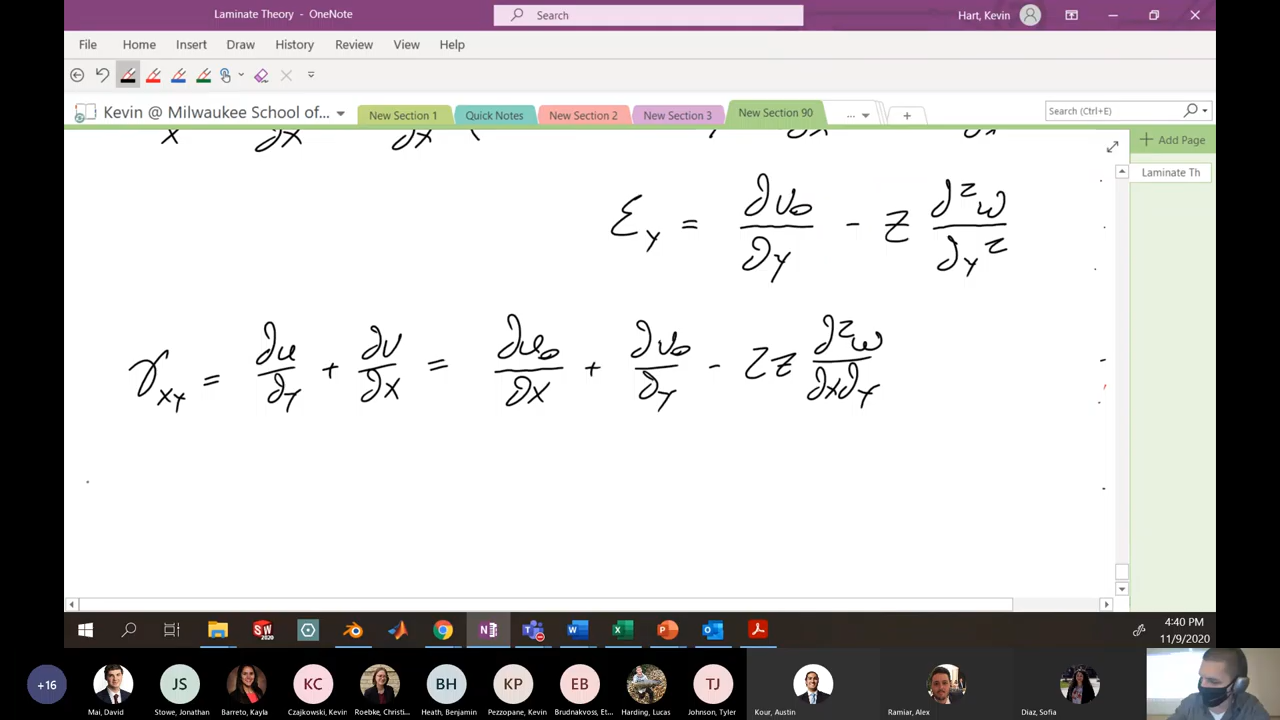 Laminate Theory - OneNote
Search
Hart, Kevin
File Home Insert Draw History Review View Help
Kevin @ Milwaukee School of...
New Section 1
Quick Notes
New Section 2
New Section 3
New Section 90
...
Search (Ctrl+E)
Add Page
Laminate Th
ε_y = ∂v₀/∂y - z ∂²w/∂y²
γ_xy = ∂u/∂y + ∂v/∂x = ∂u₀/∂x + ∂v₀/∂y - 2z ∂²w/∂x∂y
4:40 PM
11/9/2020
+16
JS
KC
BH
KP
EB
TJ
Mai, David
Stowe, Jonathan
Barreto, Kayla
Czajkowski, Kevin
Roebke, Christi...
Heath, Benjamin
Pezzopane, Kevin
Brudnakvoss, Et...
Harding, Lucas
Johnson, Tyler
Kour, Austin
Ramiar, Alex
Diaz, Sofia